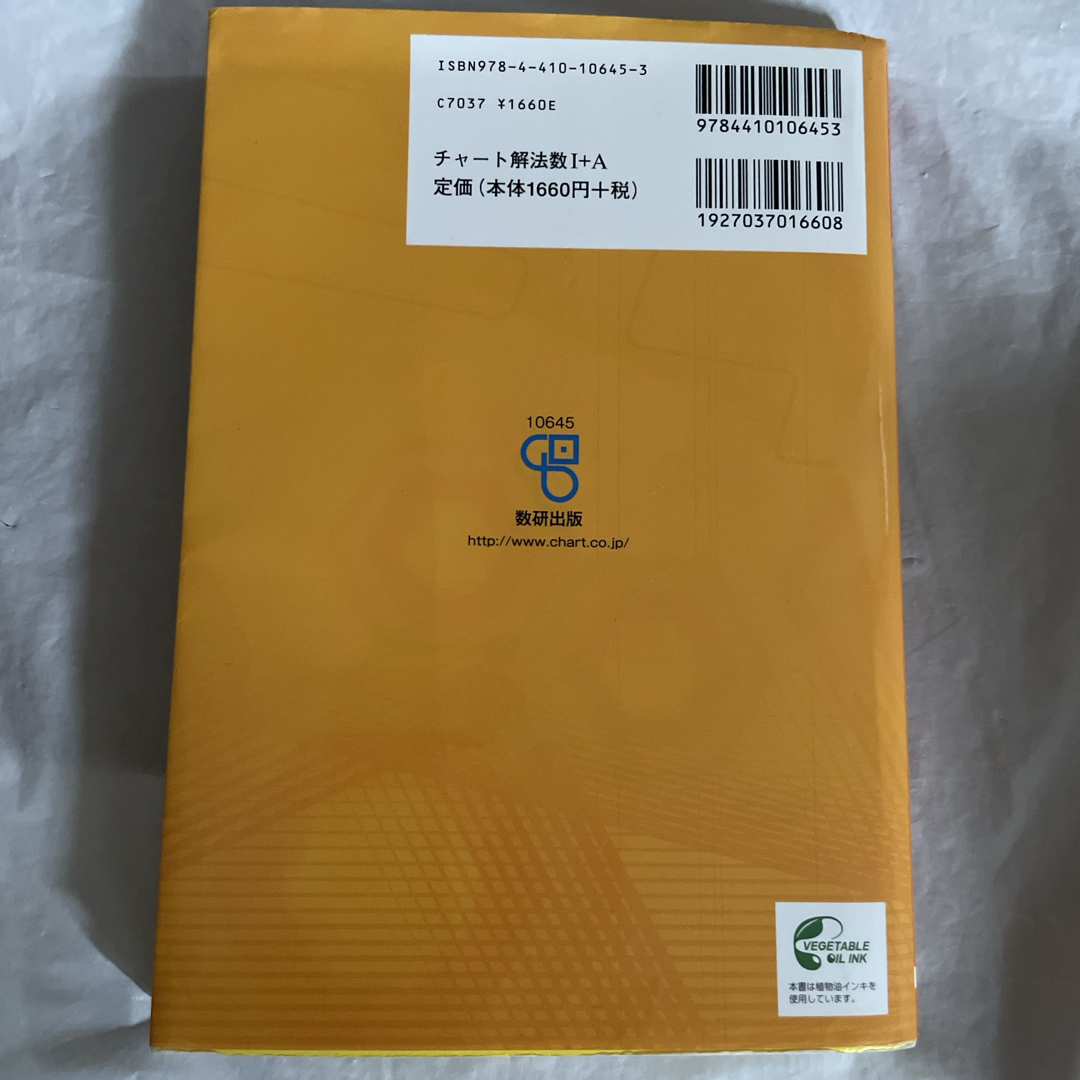 ISBN978-4-410-10645-3
C7037 ¥1660E
チャート解法数I+A
定価(本体1660円+税)
9784410106453
1927037016608
10645
数研出版
http://www.chart.co.jp/
VEGETABLE
OIL INK
本書は植物油インキを
使用しています。